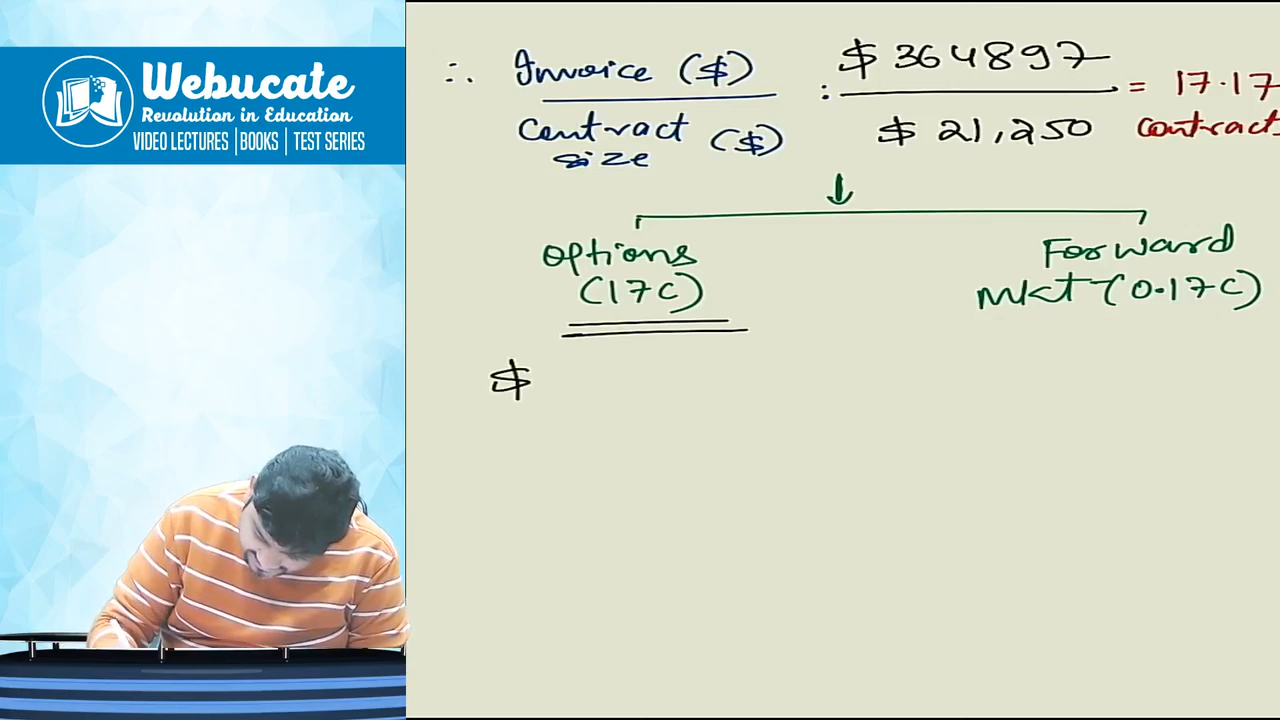 Webucate
Revolution in Education
VIDEO LECTURES | BOOKS | TEST SERIES
∴ Invoice ($) : $ 364897 = 17.17
Contract size ($) $ 21,250 contracts
↓
Options Forward
(17C) Mkt (0.17C)
$